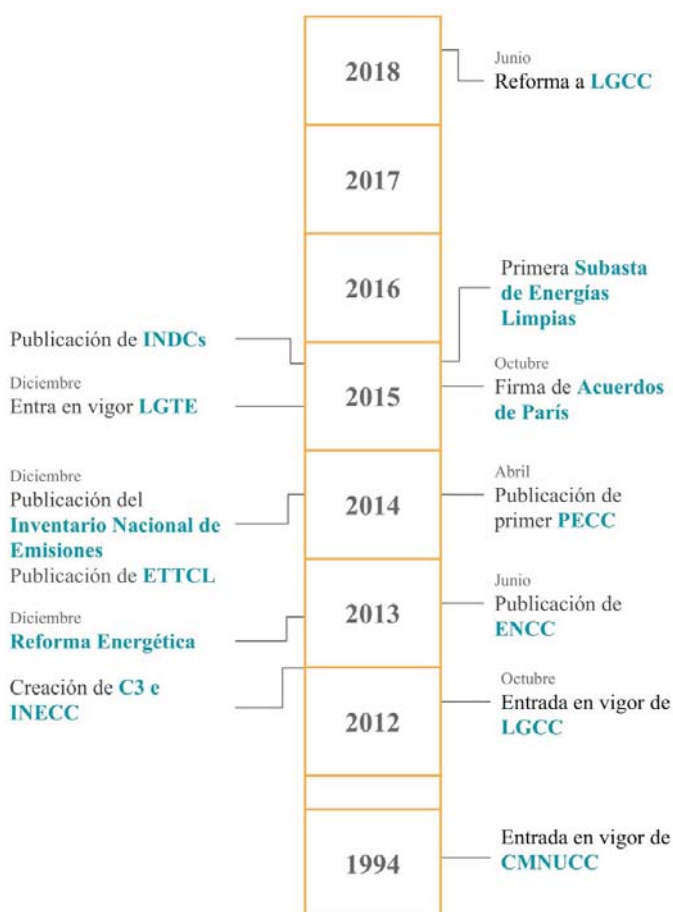 2018
Junio
Reforma a LGCC
2017
2016
Primera Subasta
de Energías
Limpias
Publicación de INDCs
Diciembre
Entra en vigor LGTE
2015
Octubre
Firma de Acuerdos
de París
Diciembre
Publicación del
Inventario Nacional de
Emisiones
Publicación de ETTCL
2014
Abril
Publicación de
primer PECC
Diciembre
Reforma Energética
2013
Junio
Publicación de
ENCC
Creación de C3 e
INECC
2012
Octubre
Entrada en vigor de
LGCC
1994
Entrada en vigor de
CMNUCC